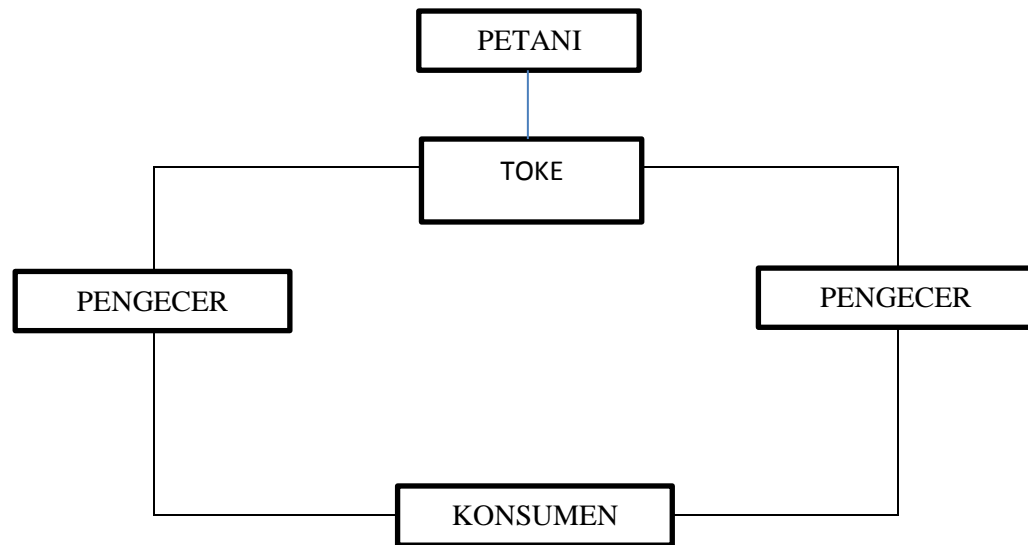 PETANI
TOKE
PENGECER
PENGECER
KONSUMEN